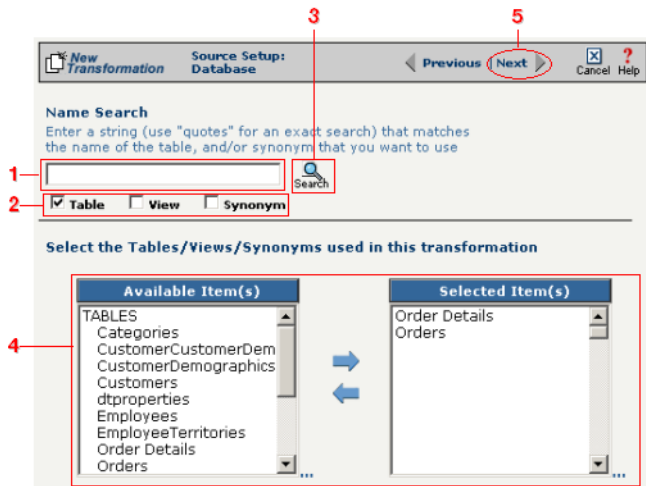 3
5
New
Transformation
Source Setup:
Database
Previous
Next
Cancel
Help
Name Search
Enter a string (use "quotes" for an exact search) that matches
the name of the table, and/or synonym that you want to use
1
Search
2
Table View Synonym
Select the Tables/Views/Synonyms used in this transformation
Available Item(s)
TABLES
Categories
CustomerCustomerDem
CustomerDemographics
Customers
dtproperties
Employees
EmployeeTerritories
Order Details
Orders
...
4
Selected Item(s)
Order Details
Orders
...